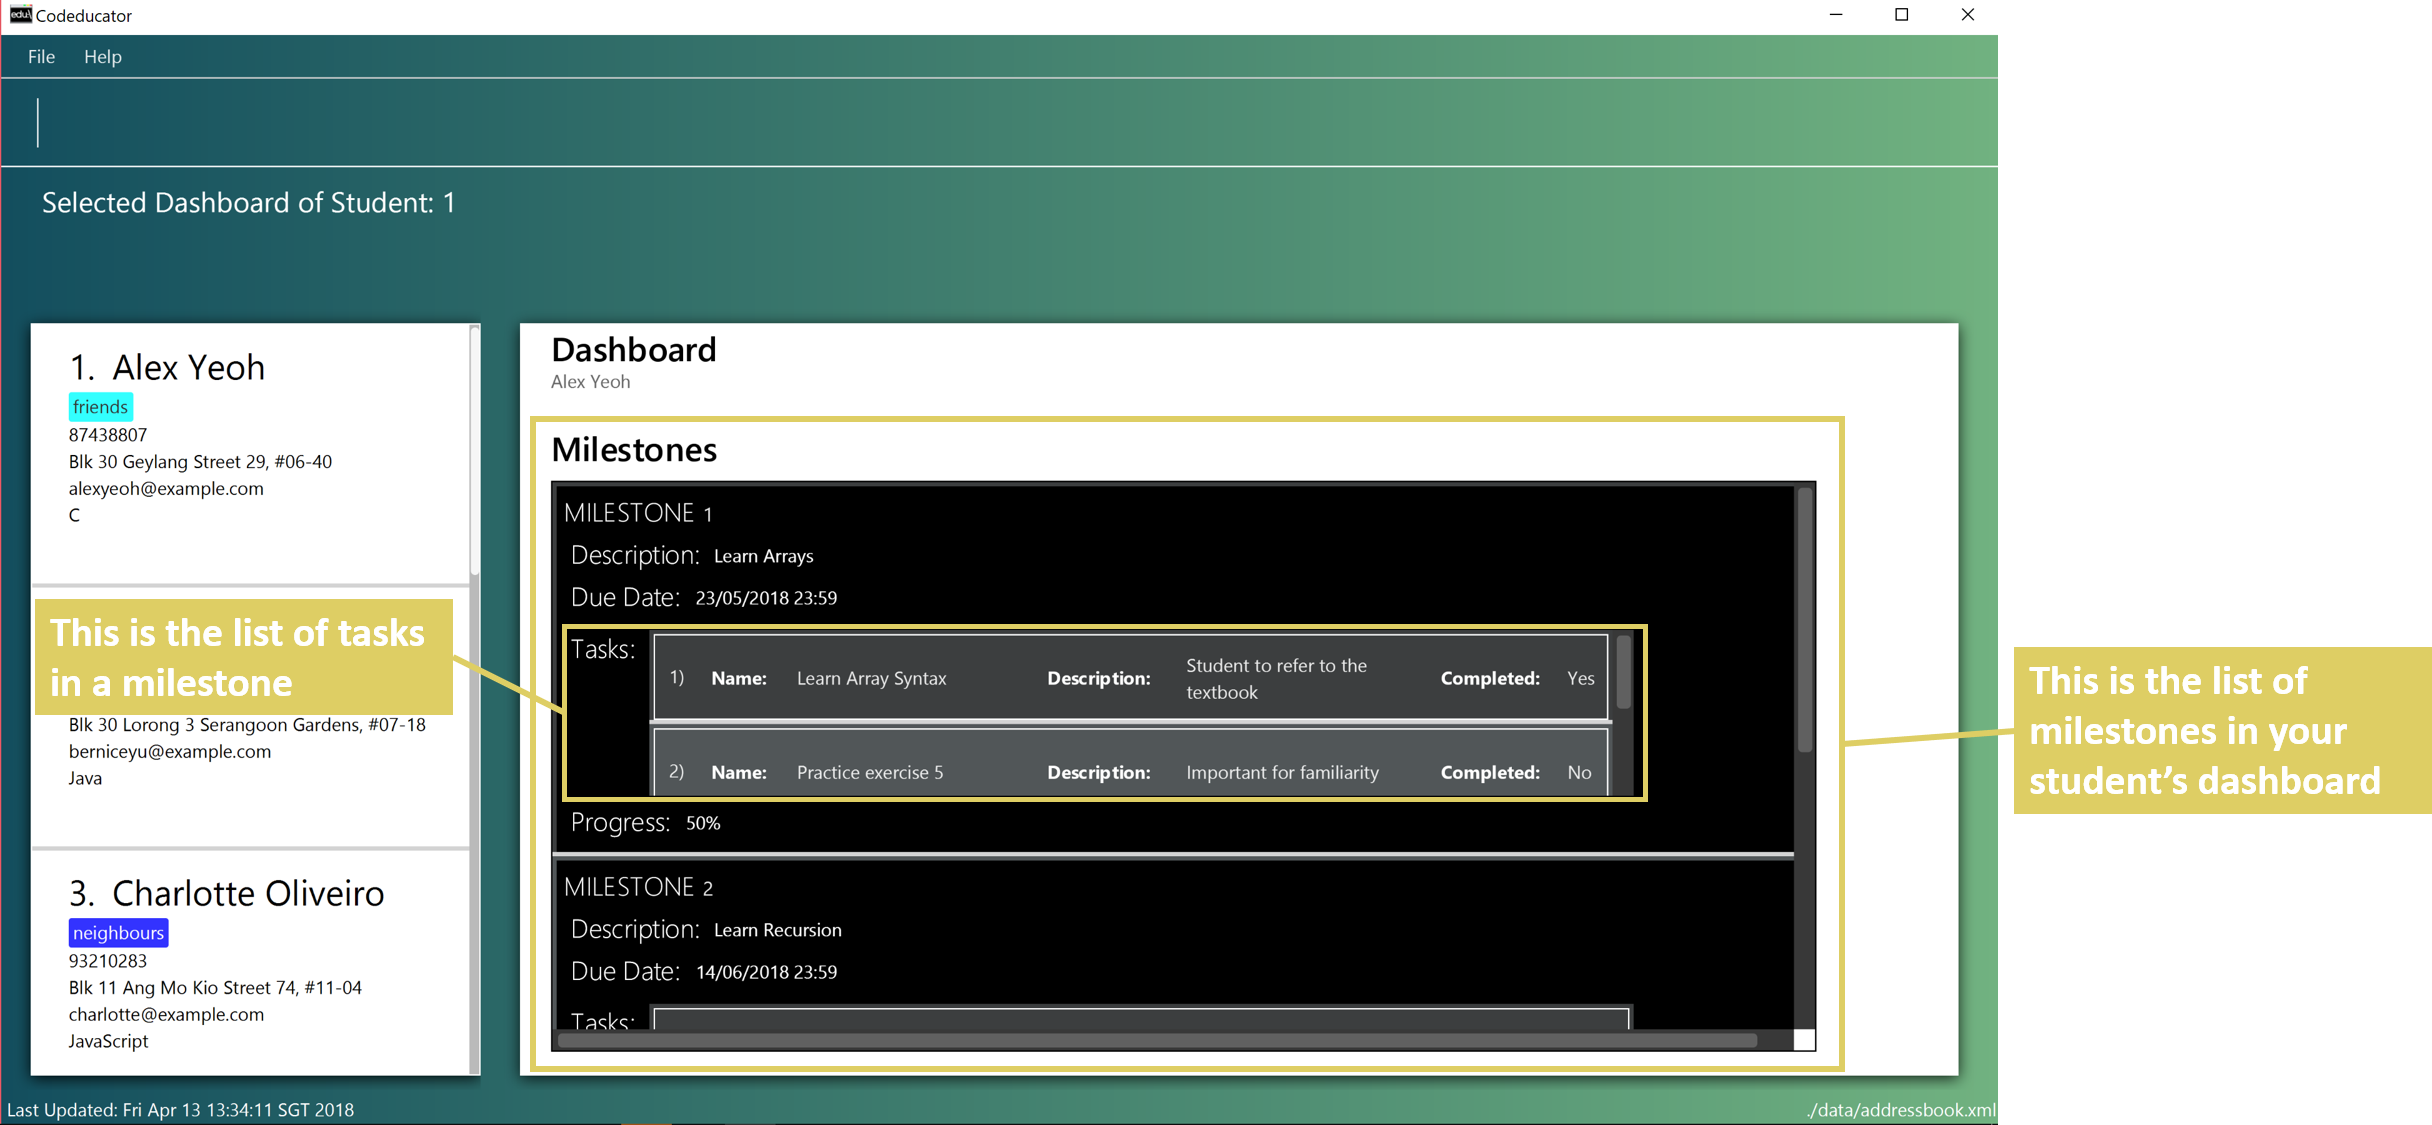 edu\
Codeducator
File Help
Selected Dashboard of Student: 1
1. Alex Yeoh
friends
87438807
Blk 30 Geylang Street 29, #06-40
alexyeoh@example.com
C
This is the list of tasks
in a milestone
Blk 30 Lorong 3 Serangoon Gardens, #07-18
berniceyu@example.com
Java
3. Charlotte Oliveiro
neighbours
93210283
Blk 11 Ang Mo Kio Street 74, #11-04
charlotte@example.com
JavaScript
Dashboard
Alex Yeoh
Milestones
MILESTONE 1
Description: Learn Arrays
Due Date: 23/05/2018 23:59
Tasks:
1) Name: Learn Array Syntax Description: Student to refer to the
textbook
Completed: Yes
2) Name: Practice exercise 5 Description: Important for familiarity Completed: No
Progress: 50%
MILESTONE 2
Description: Learn Recursion
Due Date: 14/06/2018 23:59
Tasks:
This is the list of
milestones in your
student’s dashboard
Last Updated: Fri Apr 13 13:34:11 SGT 2018
./data/addressbook.xml